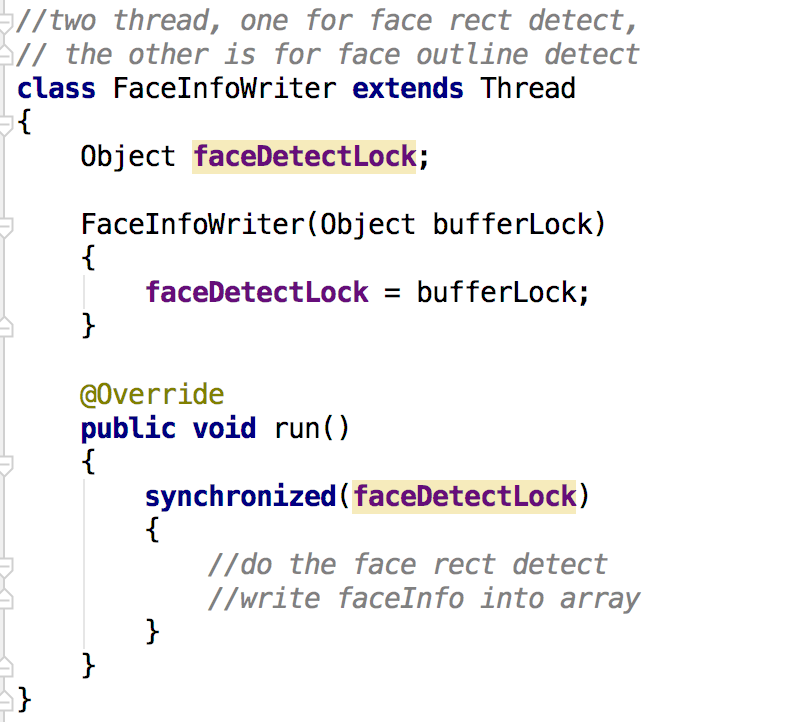 //two thread, one for face rect detect,
// the other is for face outline detect
class FaceInfoWriter extends Thread
{
    Object faceDetectLock;

    FaceInfoWriter(Object bufferLock)
    {
        faceDetectLock = bufferLock;
    }

    @Override
    public void run()
    {
        synchronized(faceDetectLock)
        {
            //do the face rect detect
            //write faceInfo into array
        }
    }
}